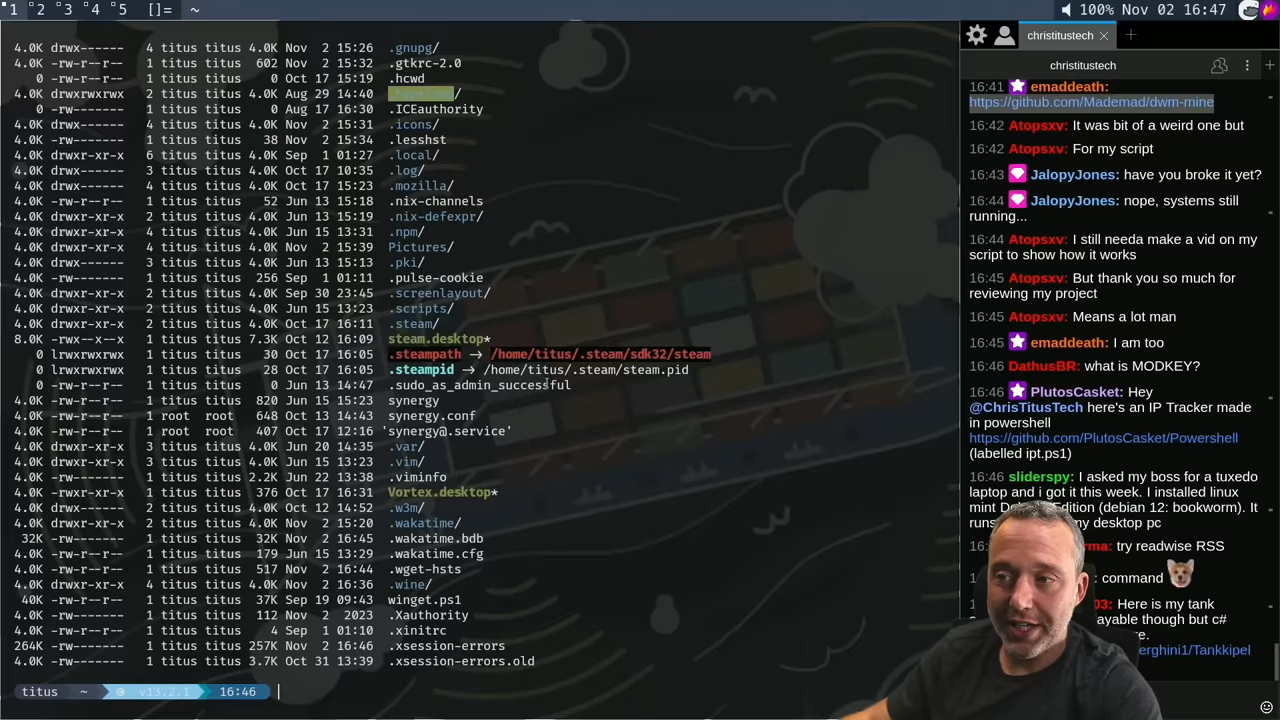 1 2 3 4 5 []= ~ 100% Nov 02 16:47
4.0K drwx------ 4 titus titus 4.0K Nov 2 15:26 .gnupg/
4.0K -rw-r--r-- 1 titus titus 602 Nov 2 15:32 .gtkrc-2.0
0 -rw-r--r-- 1 titus titus 0 Oct 17 15:19 .hcwd
4.0K drwxrwxrwx 2 titus titus 4.0K Aug 29 14:40
0 -rw-r--r-- 1 titus titus 0 Aug 17 16:30 .ICEauthority
4.0K drwx------ 4 titus titus 4.0K Nov 2 15:31 .icons/
4.0K -rw-r--r-- 1 titus titus 38 Nov 2 15:34 .lesshst
4.0K drwxr-xr-x 6 titus titus 4.0K Sep 1 01:27 .local/
4.0K -rw-r--r-- 3 titus titus 4.0K Oct 17 10:35 .log/
4.0K drwx------ 4 titus titus 4.0K Oct 17 15:23 .mozilla/
4.0K -rw-r--r-- 1 titus titus 52 Jun 13 15:18 .nix-channels
4.0K drwxr-xr-x 2 titus titus 4.0K Jun 13 15:19 .nix-defexpr/
4.0K drwxr-xr-x 4 titus titus 4.0K Jun 15 13:31 .npm/
4.0K drwxr-xr-x 4 titus titus 4.0K Nov 2 15:39 Pictures/
4.0K drwx------ 3 titus titus 4.0K Jun 13 15:13 .pki/
4.0K -rw------- 1 titus titus 256 Sep 1 01:11 .pulse-cookie
4.0K drwxr-xr-x 2 titus titus 4.0K Sep 30 23:45 .screenlayout/
4.0K drwxr-xr-x 2 titus titus 4.0K Jun 15 13:23 .scripts/
4.0K drwxr-xr-x 2 titus titus 4.0K Oct 17 16:11 .steam/
8.0K -rwx--x--x 1 titus titus 7.3K Oct 12 16:09 steam.desktop*
0 lrwxrwxrwx 1 titus titus 30 Oct 17 16:05 .steampath → /home/titus/.steam/sdk32/steam
0 lrwxrwxrwx 1 titus titus 28 Oct 17 16:05 .steampid → /home/titus/.steam/steam.pid
0 -rw-r--r-- 1 titus titus 0 Jun 13 14:47 .sudo_as_admin_successful
4.0K -rw-r--r-- 1 titus titus 820 Jun 15 15:23 synergy
4.0K -rw-r--r-- 1 root root 648 Oct 13 14:43 synergy.conf
4.0K -rw-r--r-- 1 root root 407 Oct 17 12:16 'synergy@.service'
4.0K drwxr-xr-x 3 titus titus 4.0K Jun 20 14:35 .var/
4.0K drwxr-xr-x 3 titus titus 4.0K Jun 15 13:23 .vim/
4.0K -rw------- 1 titus titus 2.2K Jun 22 13:38 .viminfo
4.0K -rwxr-xr-x 1 titus titus 376 Oct 17 16:31 Vortex.desktop*
4.0K drwx------ 2 titus titus 4.0K Oct 12 14:52 .w3m/
4.0K drwx------ 2 titus titus 4.0K Nov 2 15:20 .wakatime/
32K -rw------- 1 titus titus 32K Nov 2 16:45 .wakatime.bdb
4.0K -rw-r--r-- 1 titus titus 179 Jun 15 13:29 .wakatime.cfg
4.0K -rw-r--r-- 1 titus titus 517 Nov 2 16:44 .wget-hsts
4.0K drwxr-xr-x 4 titus titus 4.0K Nov 2 16:36 .wine/
40K -rw-r--r-- 1 titus titus 37K Sep 19 09:43 winget.ps1
4.0K -rw------- 1 titus titus 112 Nov 2 2023 .Xauthority
4.0K -rw-r--r-- 1 titus titus 4 Sep 1 01:10 .xinitrc
264K -rw------- 1 titus titus 257K Nov 2 16:46 .xsession-errors
4.0K -rw------- 1 titus titus 3.7K Oct 31 13:39 .xsession-errors.old
titus ~ v13.2.1 16:46
christitustech
christitustech
16:41 emaddeath:
https://github.com/Mademad/dwm-mine
16:42 Atopsxv: It was bit of a weird one but
16:42 Atopsxv: For my script
16:43 JalopyJones: have you broke it yet?
16:44 JalopyJones: nope, systems still
running...
16:44 Atopsxv: I still needa make a vid on my
script to show how it works
16:45 Atopsxv: But thank you so much for
reviewing my project
16:45 Atopsxv: Means a lot man
16:45 emaddeath: I am too
16:46 DathusBR: what is MODKEY?
16:46 PlutosCasket: Hey
@ChrisTitusTech here's an IP Tracker made
in powershell
https://github.com/PlutosCasket/Powershell
(labelled ipt.ps1)
16:46 sliderspy: I asked my boss for a tuxedo
laptop and i got it this week. I installed linux
mint Edition (debian 12: bookworm). It
runs my desktop pc
try readwise RSS
command
Here is my tank
though but c#